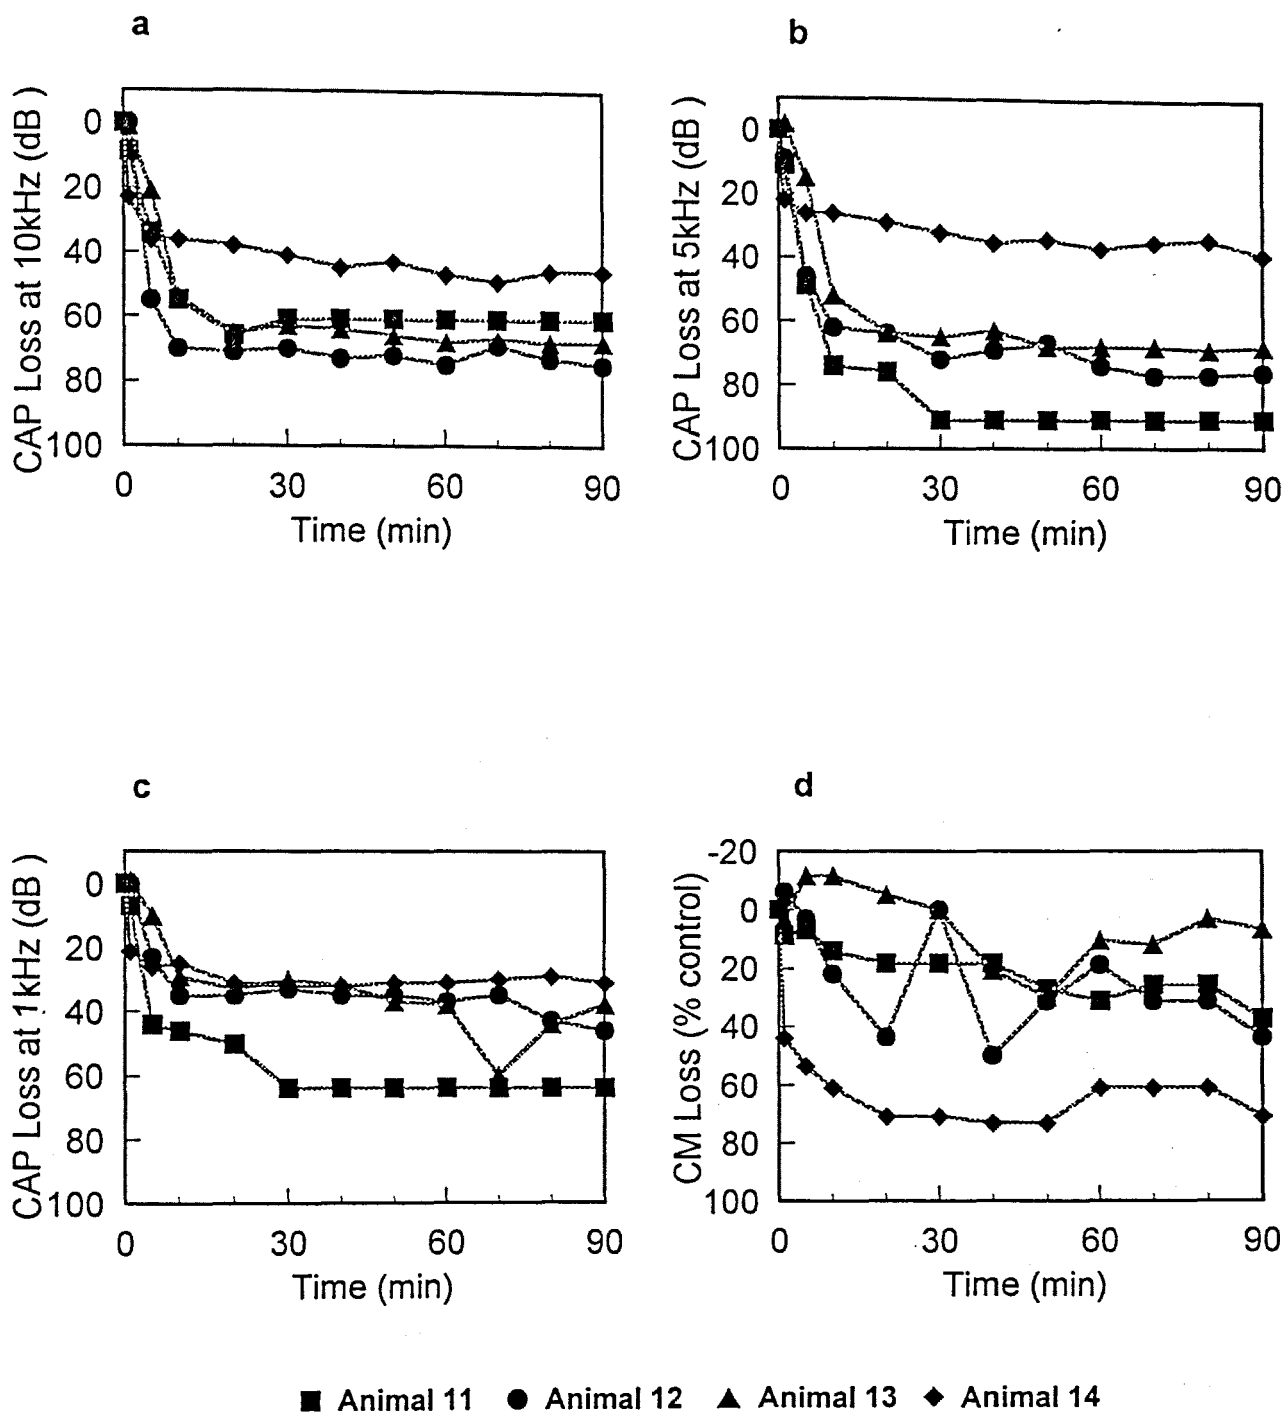 a
CAP Loss at 10kHz (dB )
0
20
40
60
80
100
0 30 60 90
Time (min)
b
CAP Loss at 5kHz (dB )
0
20
40
60
80
100
0 30 60 90
Time (min)
c
CAP Loss at 1kHz (dB )
0
20
40
60
80
100
0 30 60 90
Time (min)
d
CM Loss (% control)
-20
0
20
40
60
80
100
0 30 60 90
Time (min)
Animal 11 Animal 12 Animal 13 Animal 14